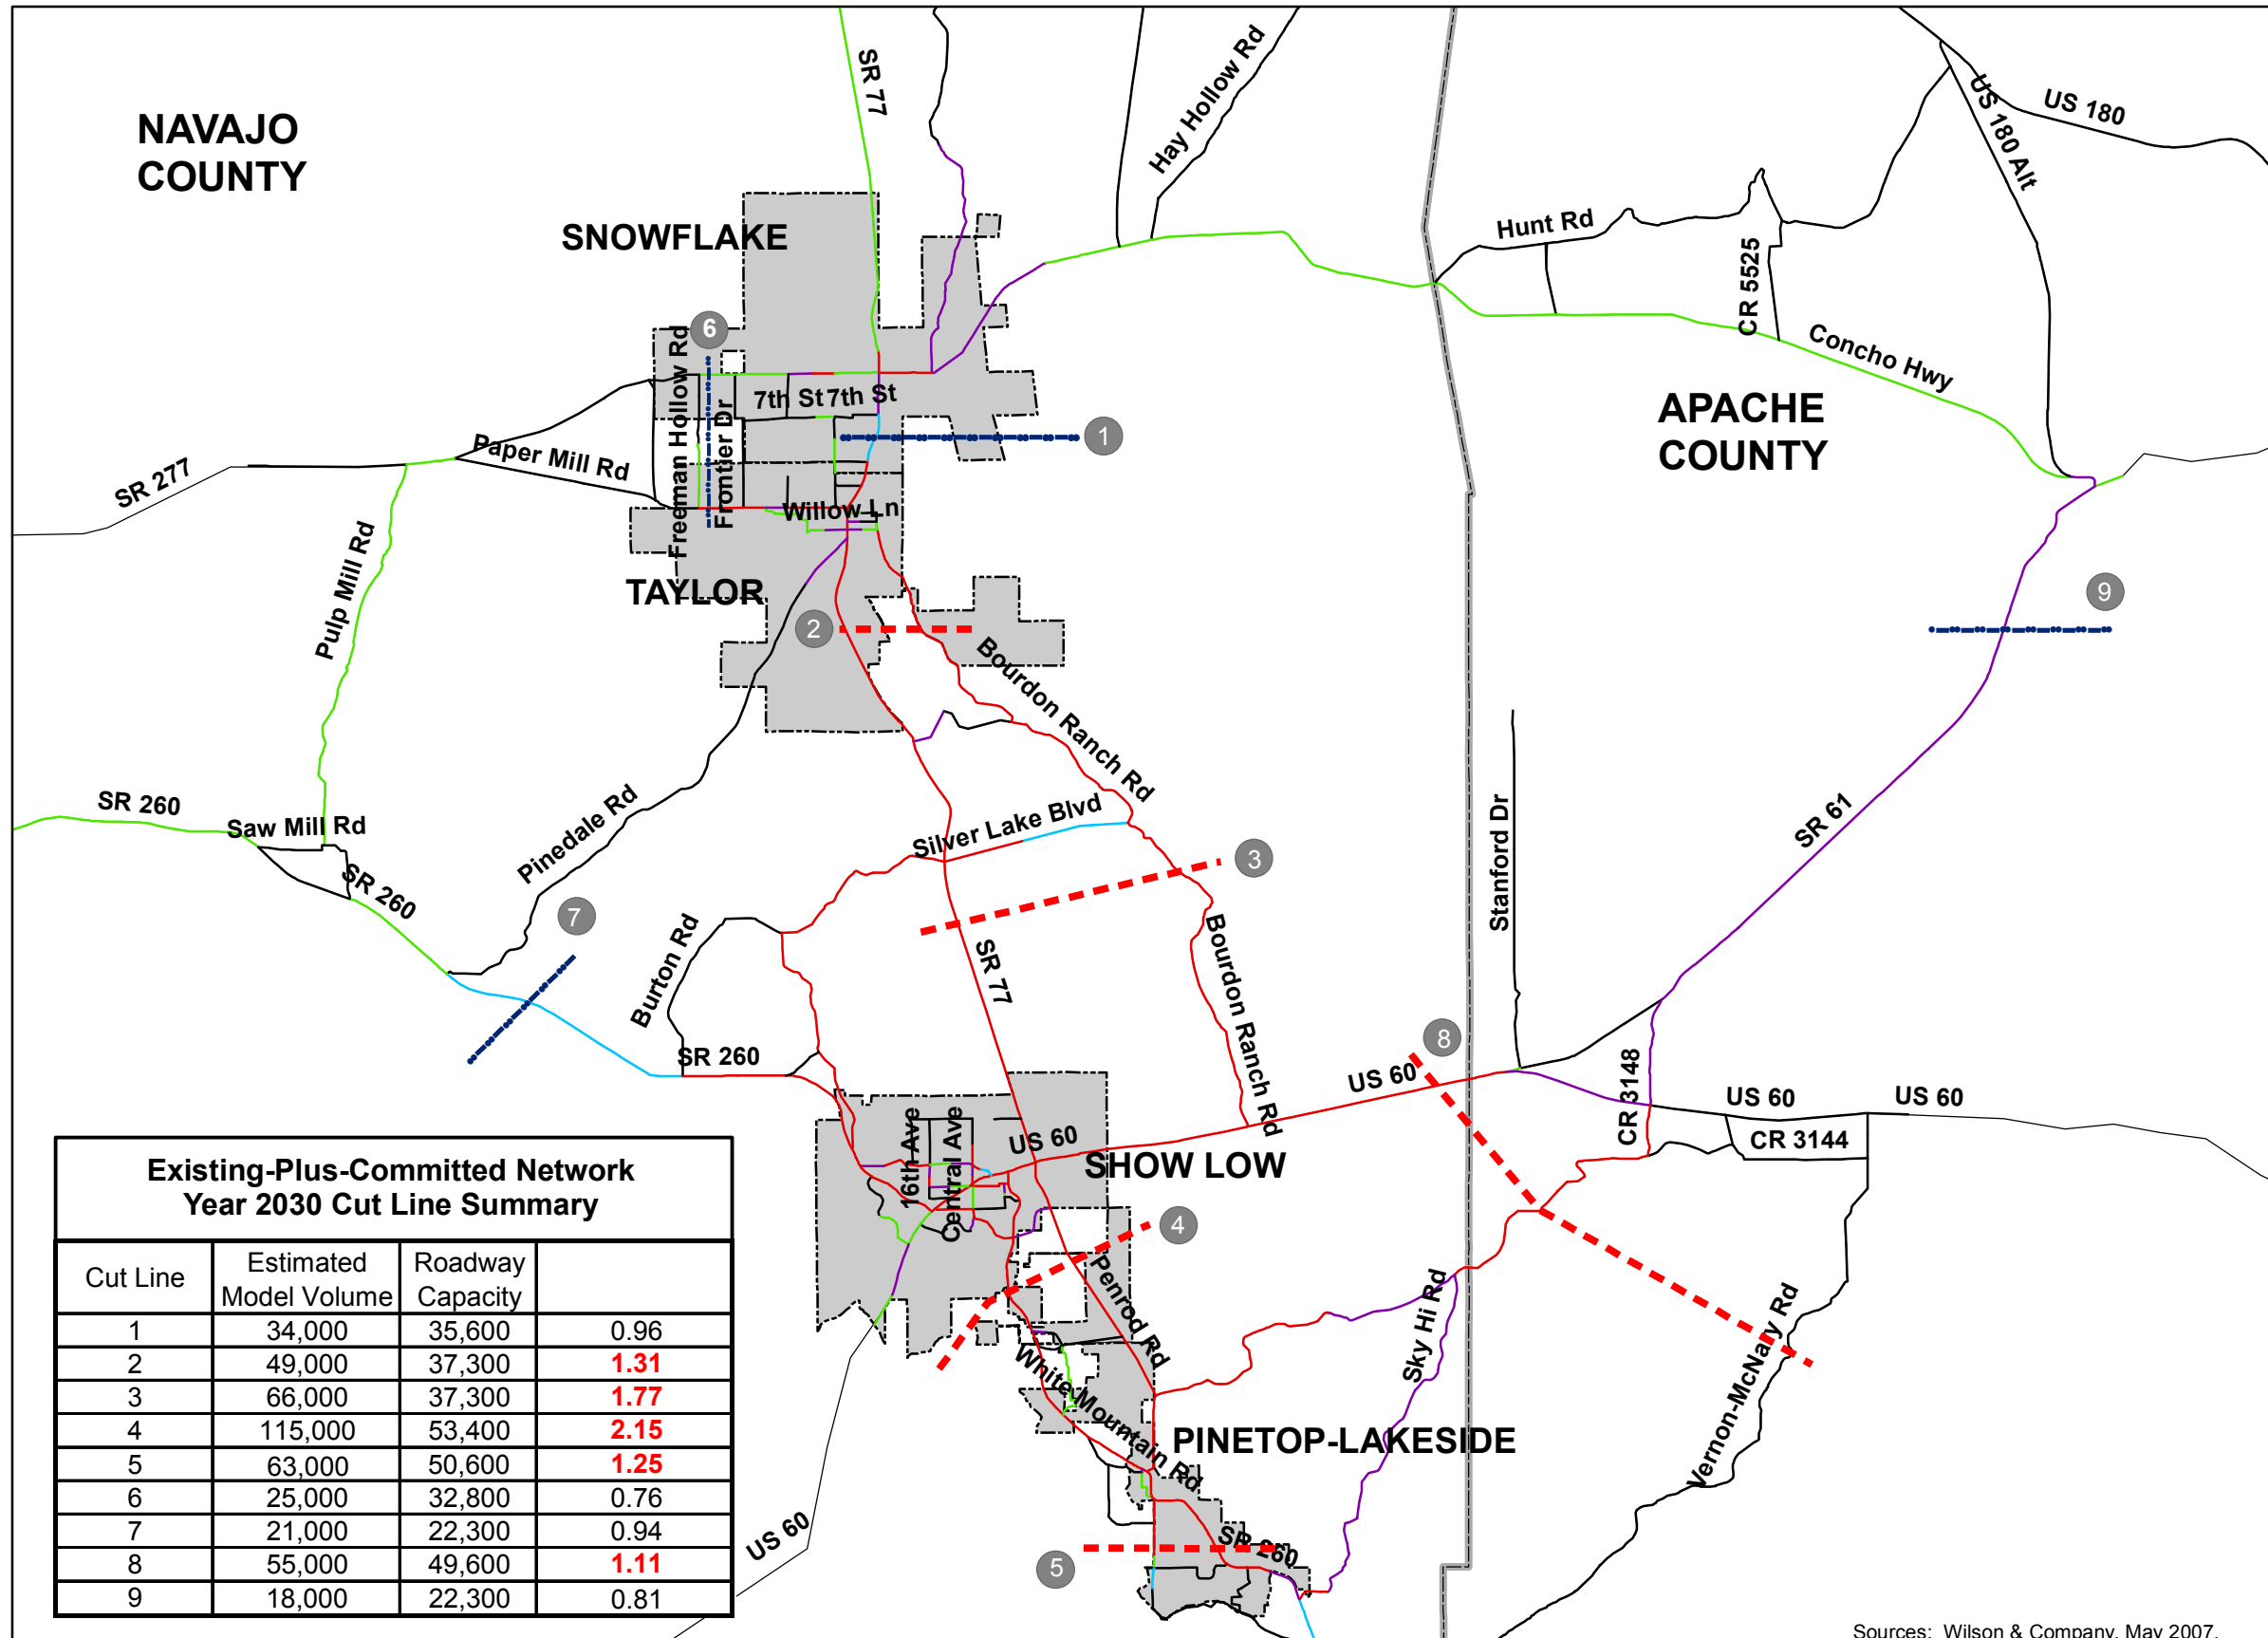 SR 77
Hay Hollow Rd
US 180
US 180 Alt
NAVAJO
COUNTY
SNOWFLAKE
Hunt Rd
CR 5525
Concho Hwy
6
Freeman Hollow Rd
Frontier Dr
7th St
7th St
1
APACHE
COUNTY
Paper Mill Rd
SR 277
Willow Ln
Pulp Mill Rd
TAYLOR
2
9
Bourdon Ranch Rd
SR 260
Saw Mill Rd
Pinedale Rd
Silver Lake Blvd
SR 61
Stanford Dr
3
SR 260
7
Burton Rd
SR 77
Bourdon Ranch Rd
8
SR 260
US 60
CR 3148
US 60
US 60
CR 3144
16th Ave
Central Ave
US 60
SHOW LOW
4
Penrod Rd
Sky Hi Rd
Vernon-McNay Rd
White Mountain Rd
PINETOP-LAKESIDE
US 60
SR 260
5
Existing-Plus-Committed Network
Year 2030 Cut Line Summary
Cut Line Estimated Model Volume Roadway Capacity
1 34,000 35,600 0.96
2 49,000 37,300 1.31
3 66,000 37,300 1.77
4 115,000 53,400 2.15
5 63,000 50,600 1.25
6 25,000 32,800 0.76
7 21,000 22,300 0.94
8 55,000 49,600 1.11
9 18,000 22,300 0.81
Sources: Wilson & Company, May 2007.